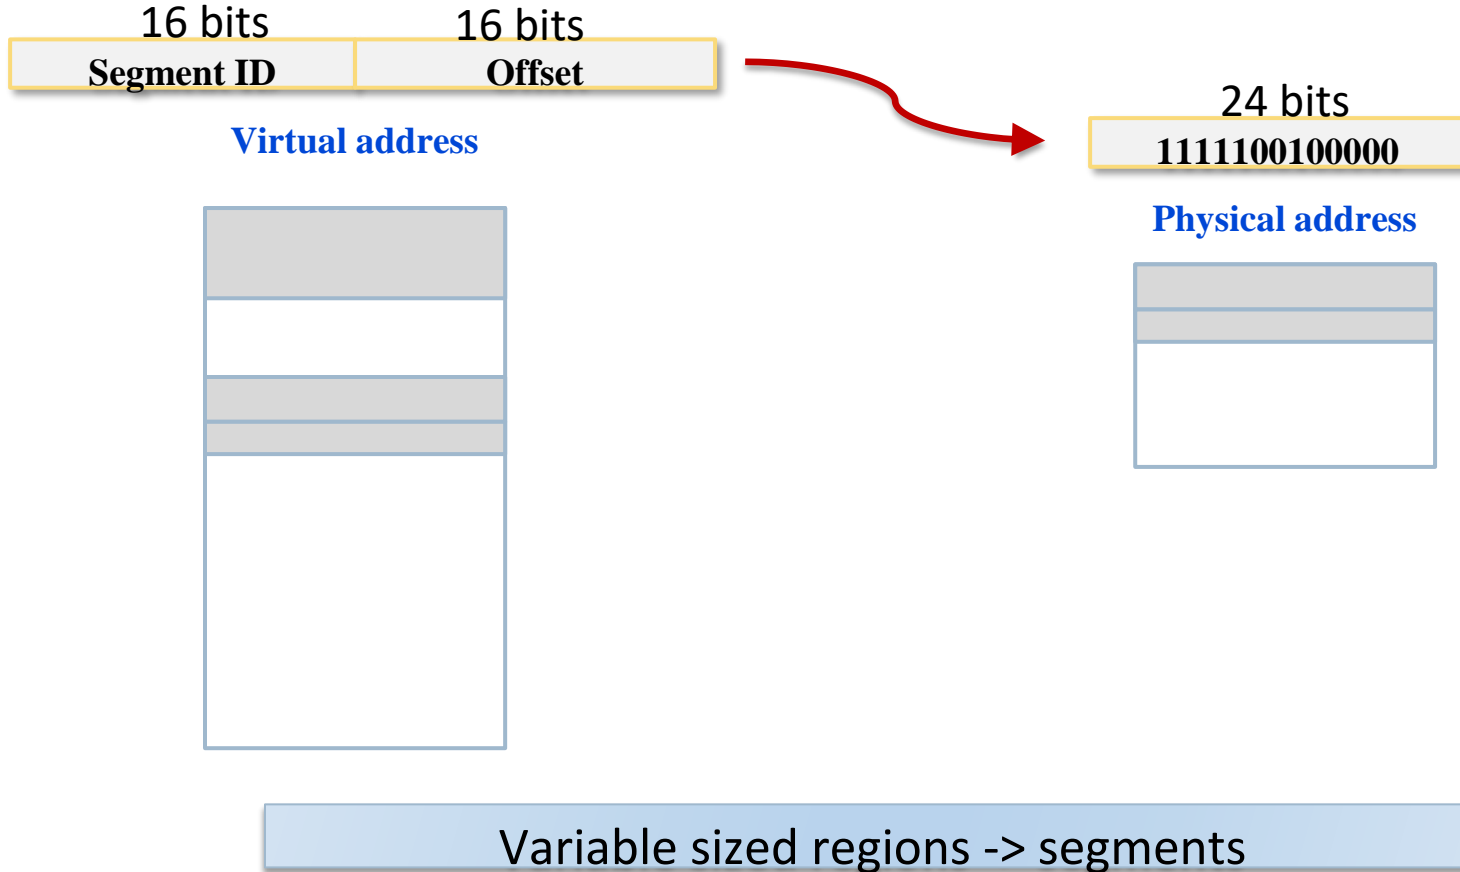 16 bits 16 bits
Segment ID Offset
Virtual address
24 bits
1111100100000
Physical address
Variable sized regions -> segments